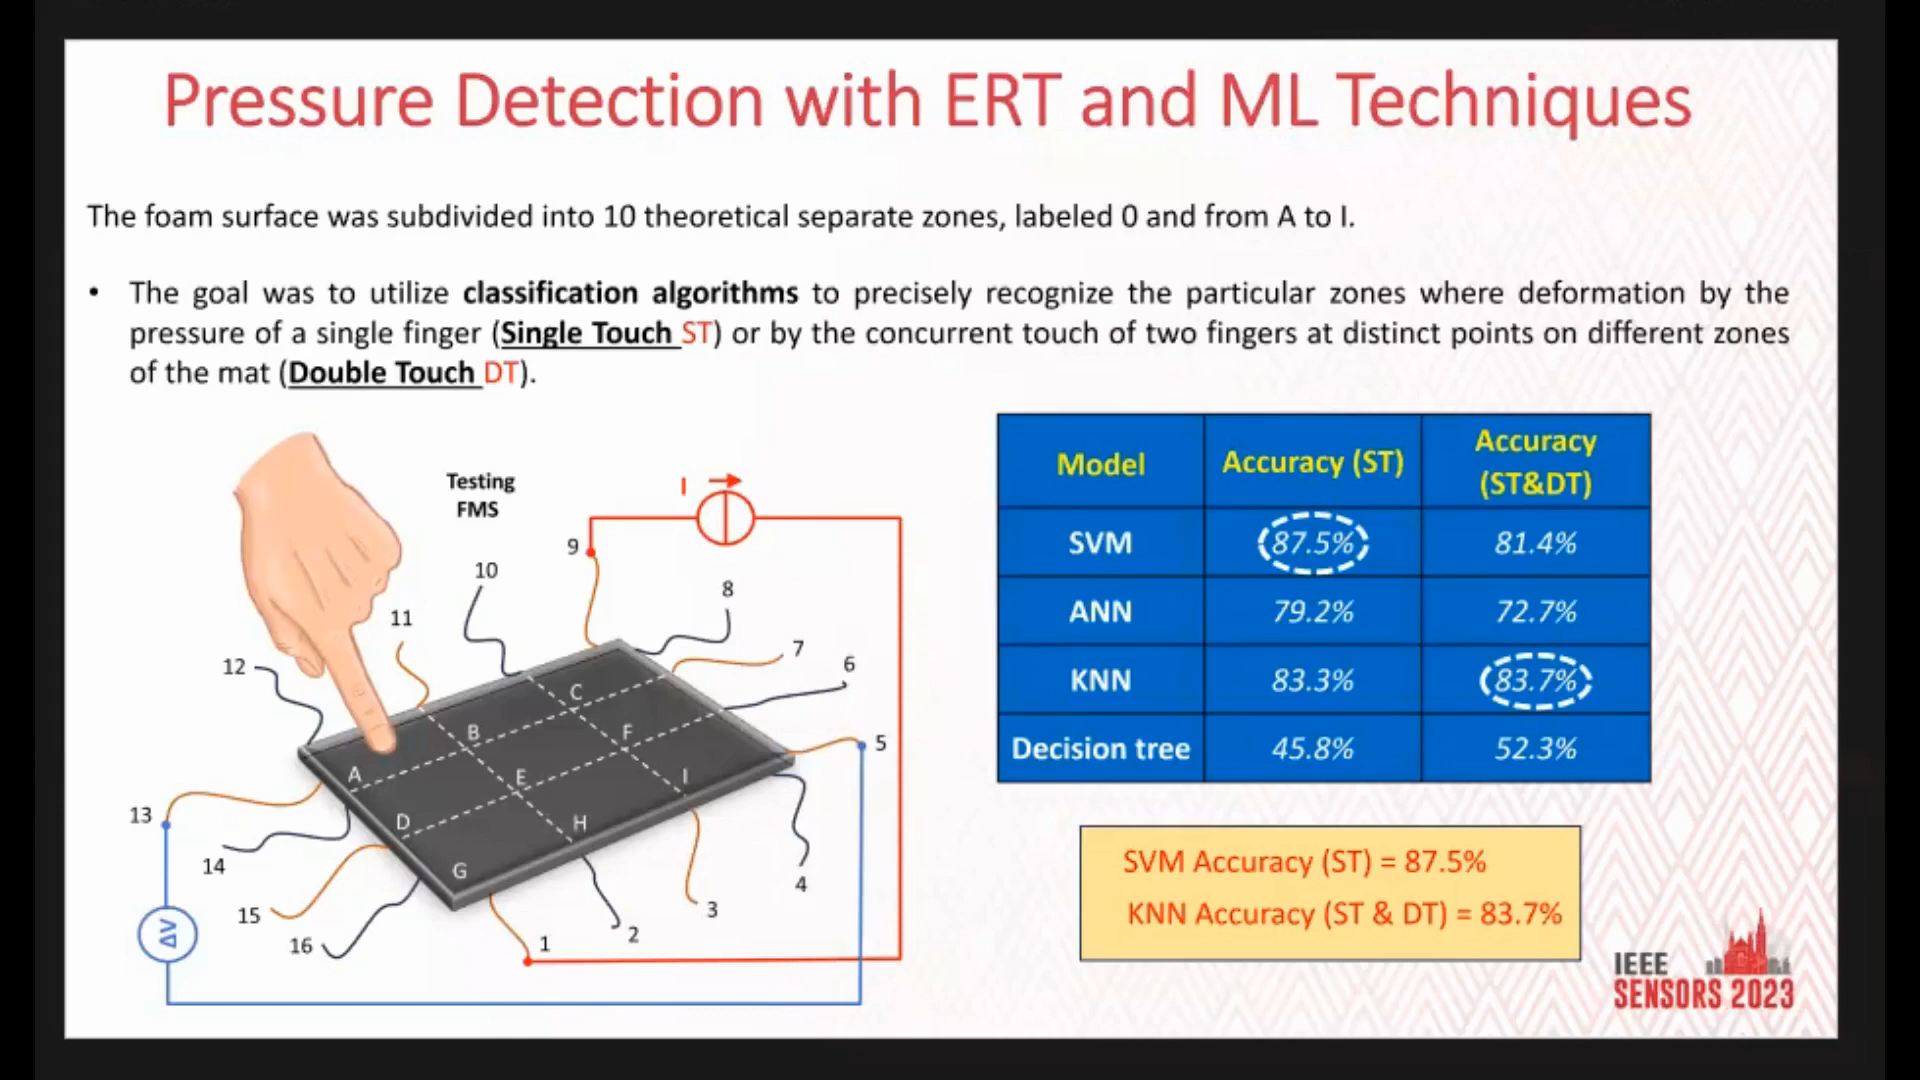 Pressure Detection with ERT and ML Techniques
The foam surface was subdivided into 10 theoretical separate zones, labeled 0 and from A to I.
• The goal was to utilize classification algorithms to precisely recognize the particular zones where deformation by the
pressure of a single finger (Single Touch ST) or by the concurrent touch of two fingers at distinct points on different zones
of the mat (Double Touch DT).
Testing
FMS
I
9
10
8
11
7
6
12
C
B
F
5
A
E
I
13
D
H
14
G
4
15
3
16
2
1
ΔV
Model Accuracy (ST) Accuracy
(ST&DT)
SVM 87.5% 81.4%
ANN 79.2% 72.7%
KNN 83.3% 83.7%
Decision tree 45.8% 52.3%
SVM Accuracy (ST) = 87.5%
KNN Accuracy (ST & DT) = 83.7%
IEEE
SENSORS 2023